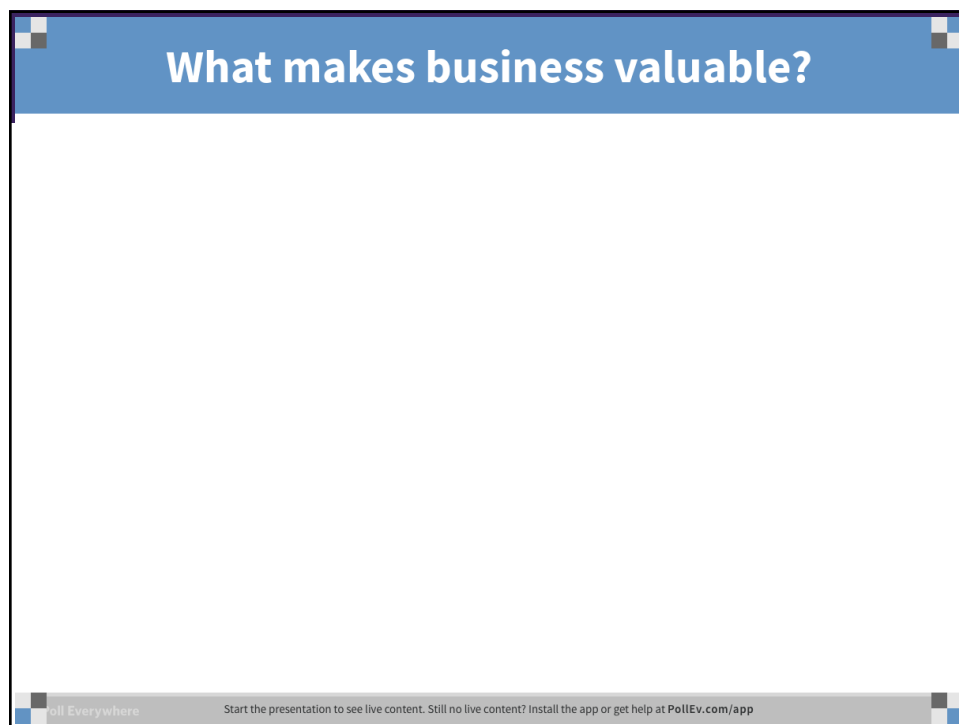 What makes business valuable?
Poll Everywhere
Start the presentation to see live content. Still no live content? Install the app or get help at PollEv.com/app